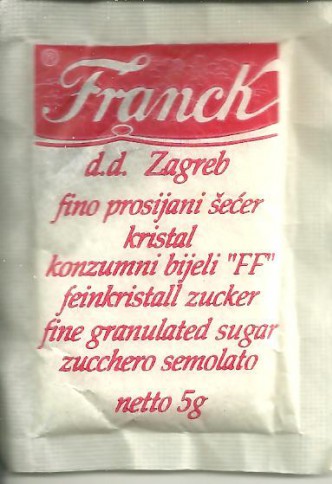 ® Franck
d.d. Zagreb
fino prosijani šećer
kristal
konzumni bijeli "FF"
feinkristall zucker
fine granulated sugar
zucchero semolato
netto 5g